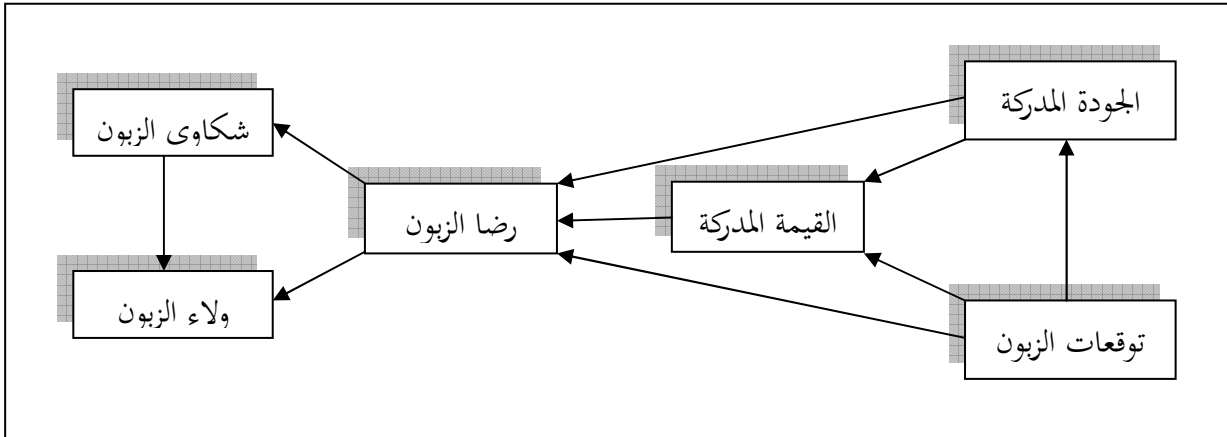 الجودة المدركة
شكاوى الزبون
القيمة المدركة
رضا الزبون
ولاء الزبون
توقعات الزبون